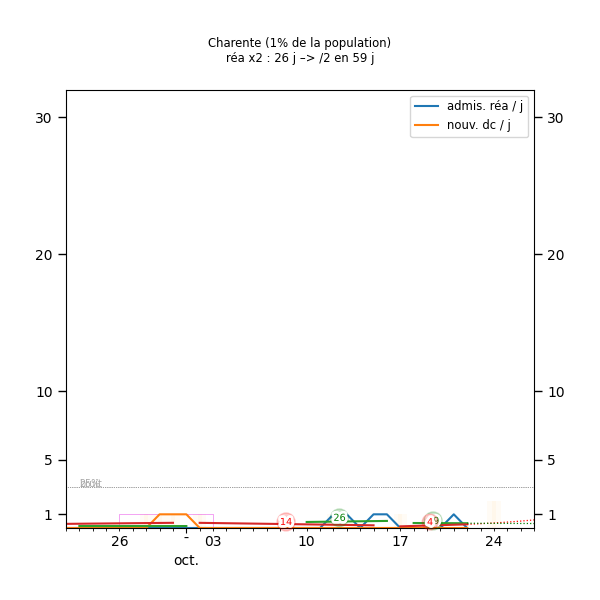 Charente (1% de la population)
réa x2 : 26 j –> /2 en 59 j
admis. réa / j
nouv. dc / j
30 30
20 20
10 10
5 5
1 1
14 26
26 - 03 10 17 24
oct.